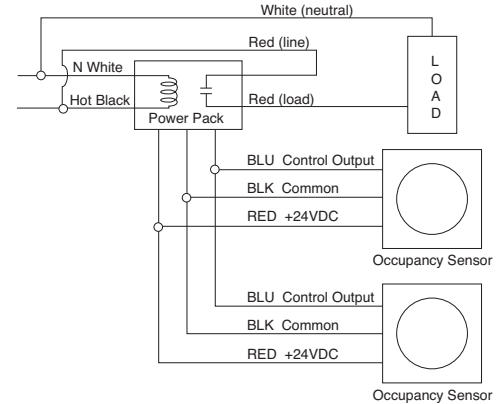 White (neutral)
Red (line)
N White
Hot Black
Red (load)
Power Pack
LOAD
BLU Control Output
BLK Common
RED +24VDC
Occupancy Sensor
BLU Control Output
BLK Common
RED +24VDC
Occupancy Sensor